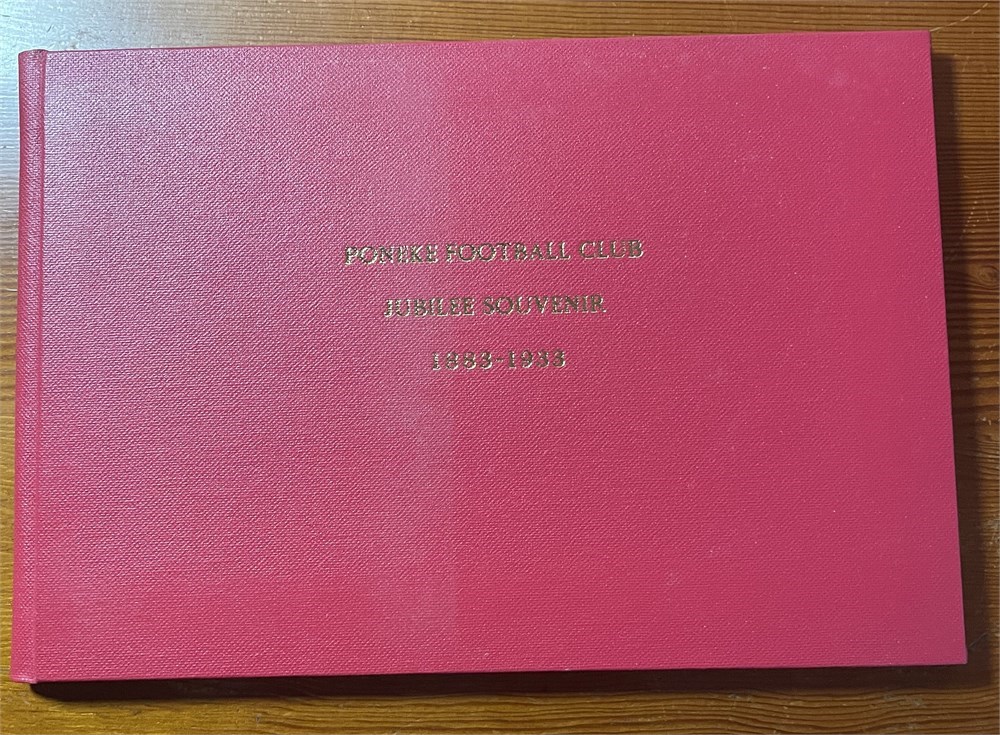 PONEKE FOOTBALL CLUB
JUBILEE SOUVENIR
1883-1933